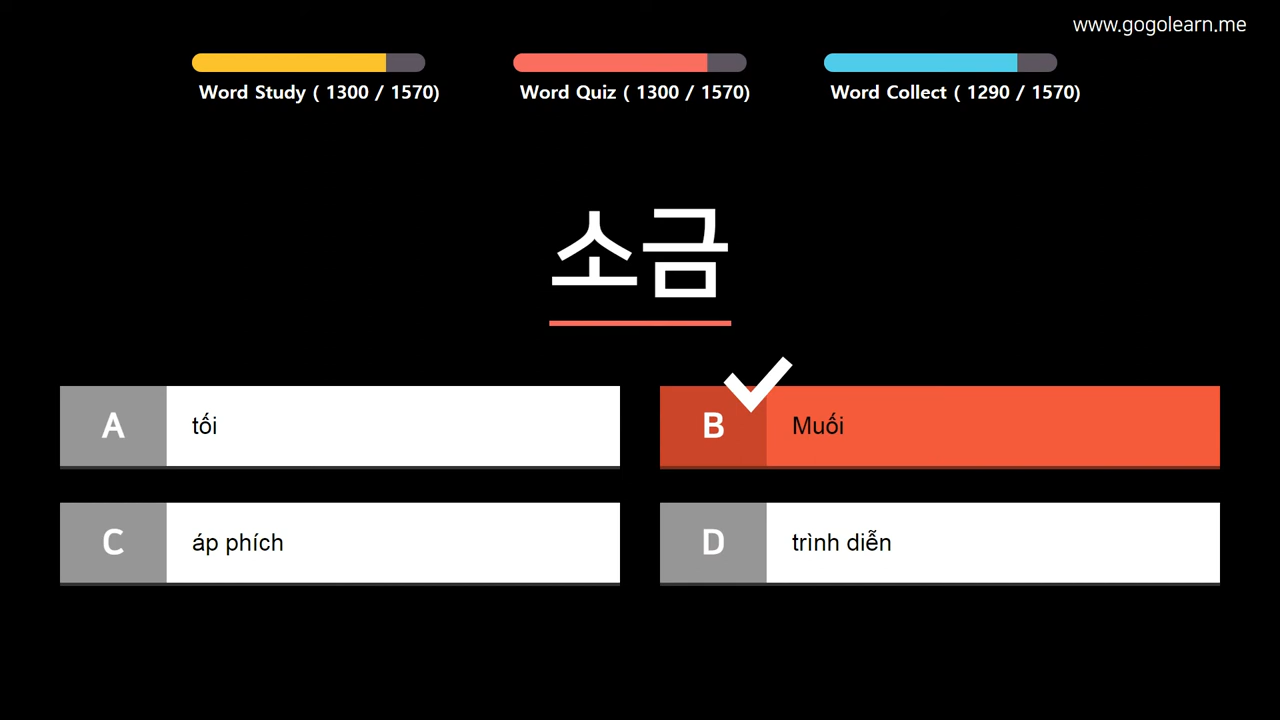 www.gogolearn.me
Word Study ( 1300 / 1570)
Word Quiz ( 1300 / 1570)
Word Collect ( 1290 / 1570)
소금
A tối
B Muối
C áp phích
D trình diễn